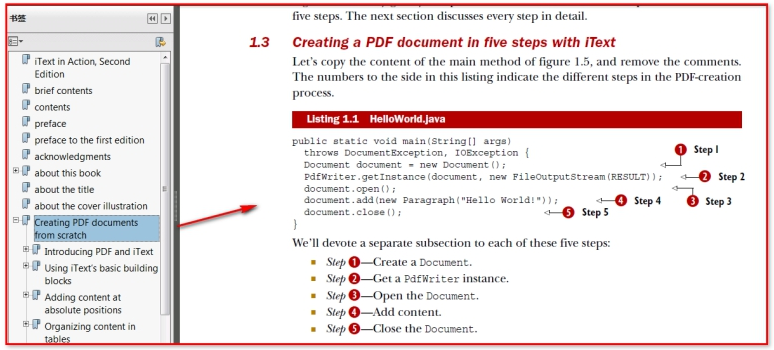 书签
iText in Action, Second
Edition
brief contents
contents
preface
preface to the first edition
acknowledgments
about this book
about the title
about the cover illustration
Creating PDF documents
from scratch
Introducing PDF and iText
Using iText's basic building
blocks
Adding content at
absolute positions
Organizing content in
tables
five steps. The next section discusses every step in detail.
1.3 Creating a PDF document in five steps with iText
Let's copy the content of the main method of figure 1.5, and remove the comments.
The numbers to the side in this listing indicate the different steps in the PDF-creation
process.
Listing 1.1 HelloWorld.java
public static void main(String[] args)
throws DocumentException, IOException {
1 Step 1
Document document = new Document();
PdfWriter.getInstance(document, new FileOutputStream(RESULT)); 2 Step 2
document.open();
document.add(new Paragraph("Hello World!")); 4 Step 4 3 Step 3
document.close(); 5 Step 5
}
We'll devote a separate subsection to each of these five steps:
Step 1—Create a Document.
Step 2—Get a PdfWriter instance.
Step 3—Open the Document.
Step 4—Add content.
Step 5—Close the Document.